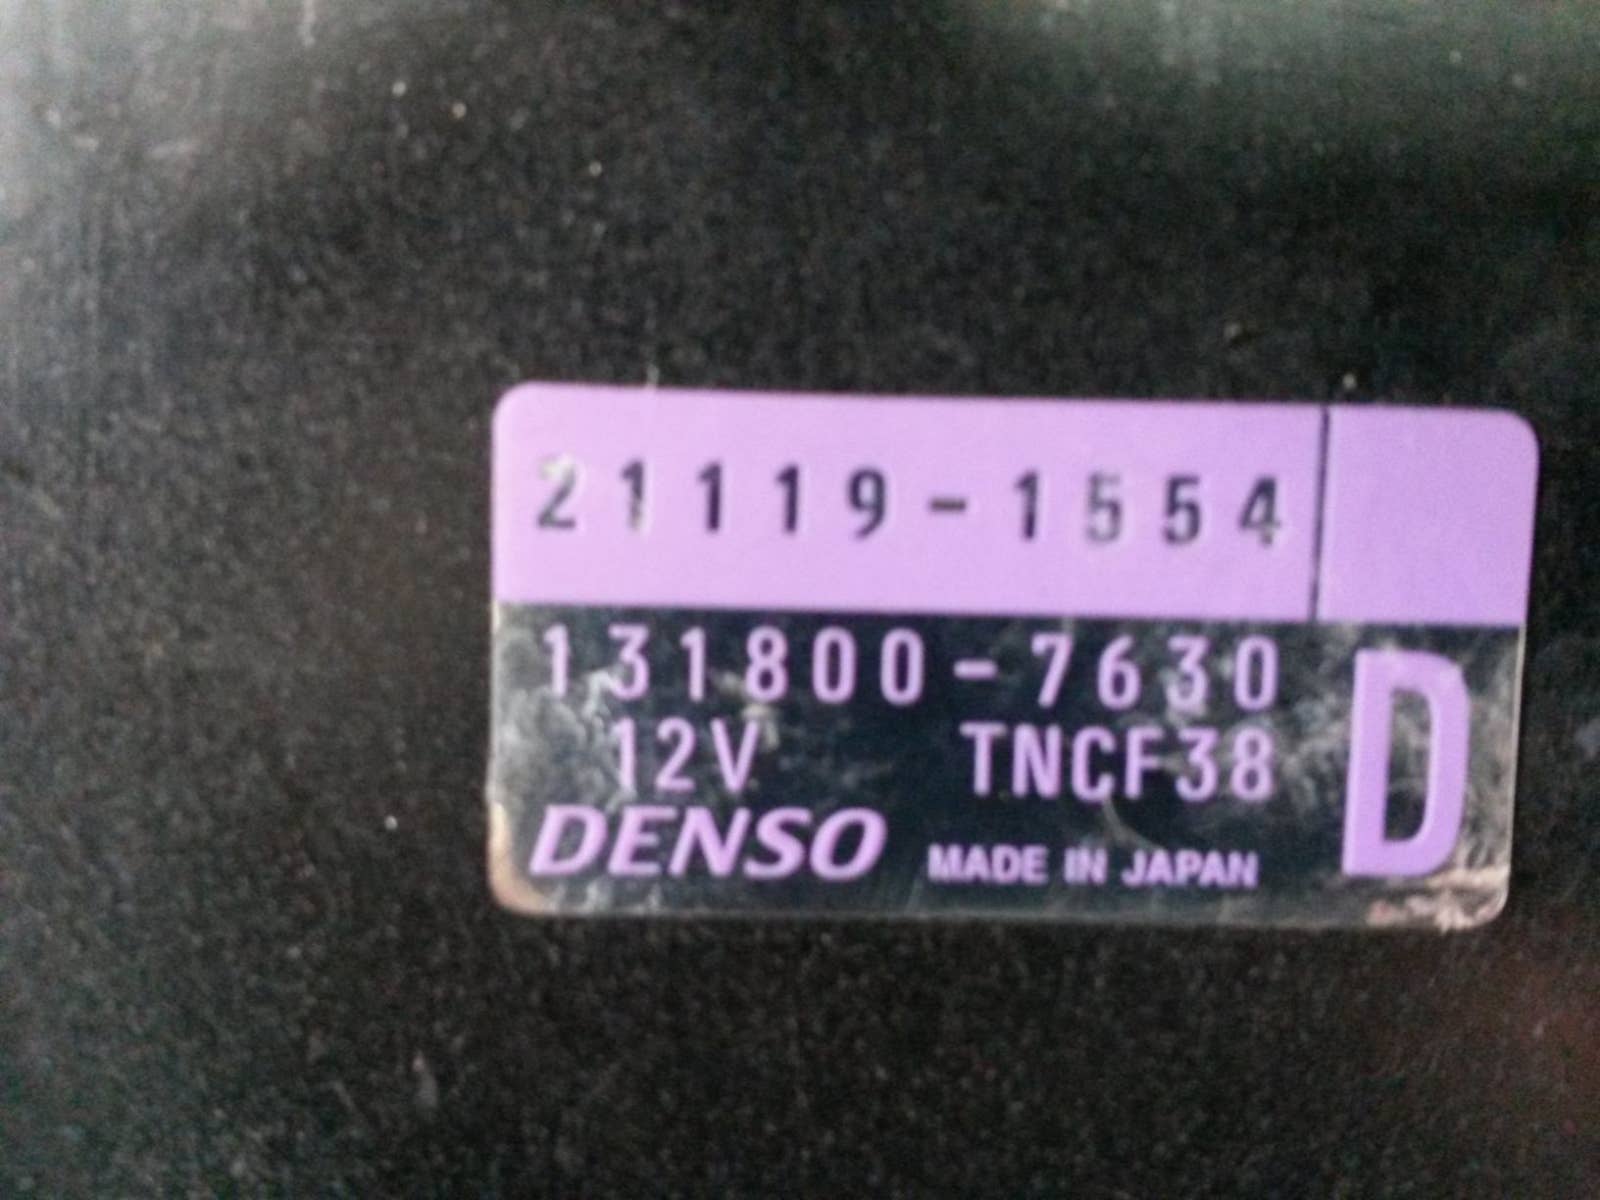 21119-1554
131800-7630
12V TNCF38
D
DENSO MADE IN JAPAN